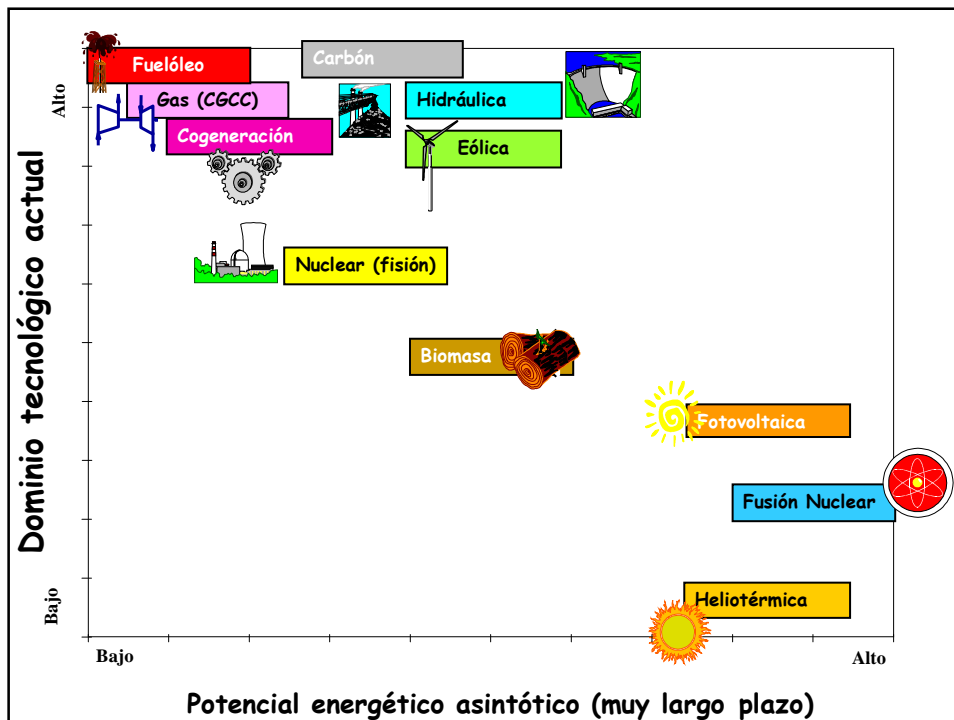 Dominio tecnológico actual
Alto
Bajo
Fuelóleo
Carbón
Gas (CGCC)
Hidráulica
Cogeneración
Eólica
Nuclear (fisión)
Biomasa
Fotovoltaica
Fusión Nuclear
Heliotérmica
Bajo
Alto
Potencial energético asintótico (muy largo plazo)